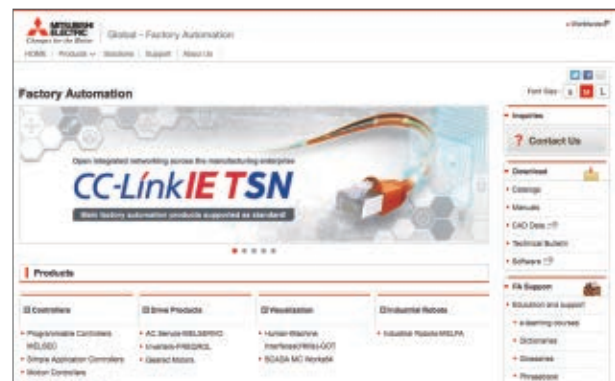 MITSUBISHI
ELECTRIC
Changes for the Better
Global - Factory Automation
Worldwide
HOME
Products
Solutions
Support
About Us
Font Size
s
M
L
Factory Automation
Open integrated networking across the manufacturing enterprise
CC-Link IE TSN
Main factory automation products supported as standard!
Inquiries
? Contact Us
Download
Catalogs
Manuals
CAD Data
Technical Bulletin
Software
Products
Controllers
Drive Products
Visualization
Industrial Robots
Programmable Controllers
MELSEC
Simple Application Controllers
Motion Controllers
AC Servos-MELSERVO
Inverters-FREQROL
Geared Motors
Human-Machine
Interfaces(HMIs)-GOT
SCADA MC Works64
Industrial Robots-MELFA
FA Support
Education and support
e-learning courses
Dictionaries
Glossaries
Phrasebook